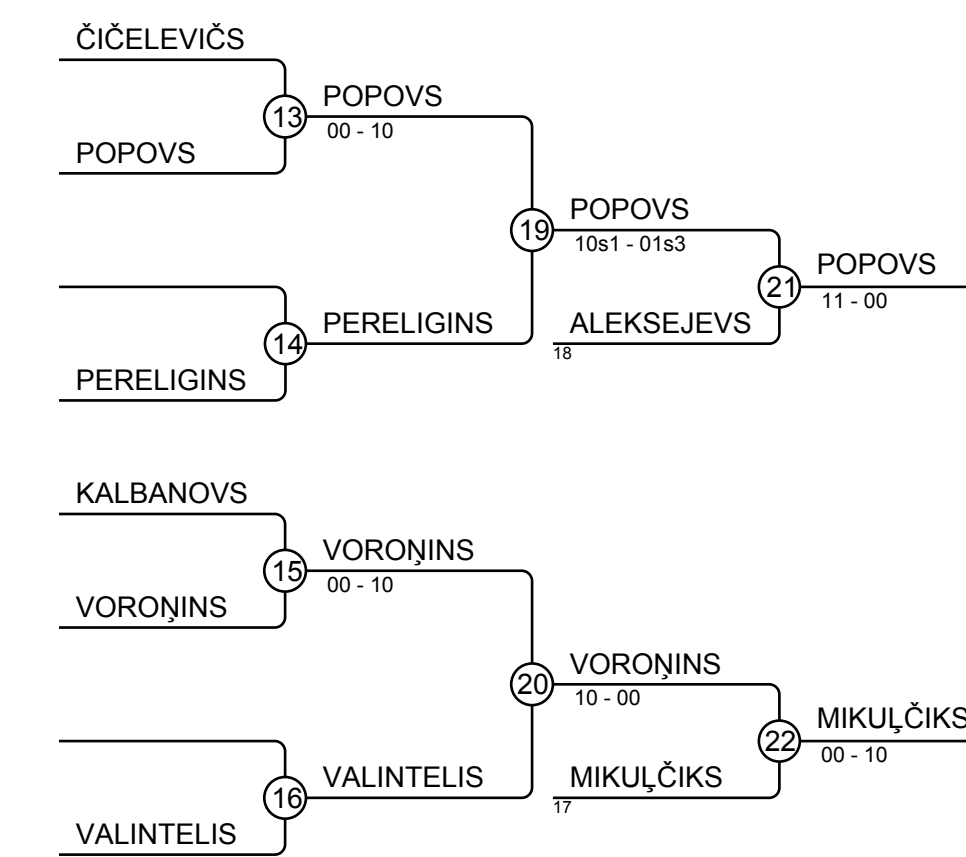 ČIČELEVIČS
13
POPOVS
00 - 10
POPOVS
19
POPOVS
10s1 - 01s3
21
POPOVS
11 - 00
14
PERELIGINS
ALEKSEJEVS
18
PERELIGINS
KALBANOVS
15
VOROŅINS
00 - 10
VOROŅINS
20
VOROŅINS
10 - 00
22
MIKUĻČIKS
00 - 10
16
VALINTELIS
MIKUĻČIKS
17
VALINTELIS